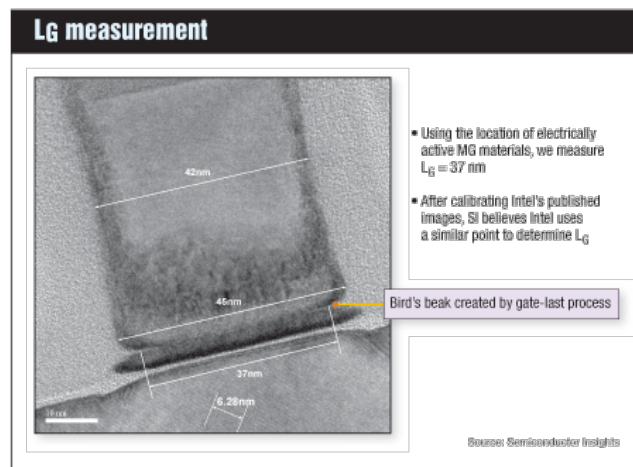 LG measurement
42nm
45nm
37nm
6.28nm
• Using the location of electrically
active MG materials, we measure
LG = 37 nm
• After calibrating Intel's published
images, SI believes Intel uses
a similar point to determine LG
Bird's beak created by gate-last process
Source: Semiconductor Insights